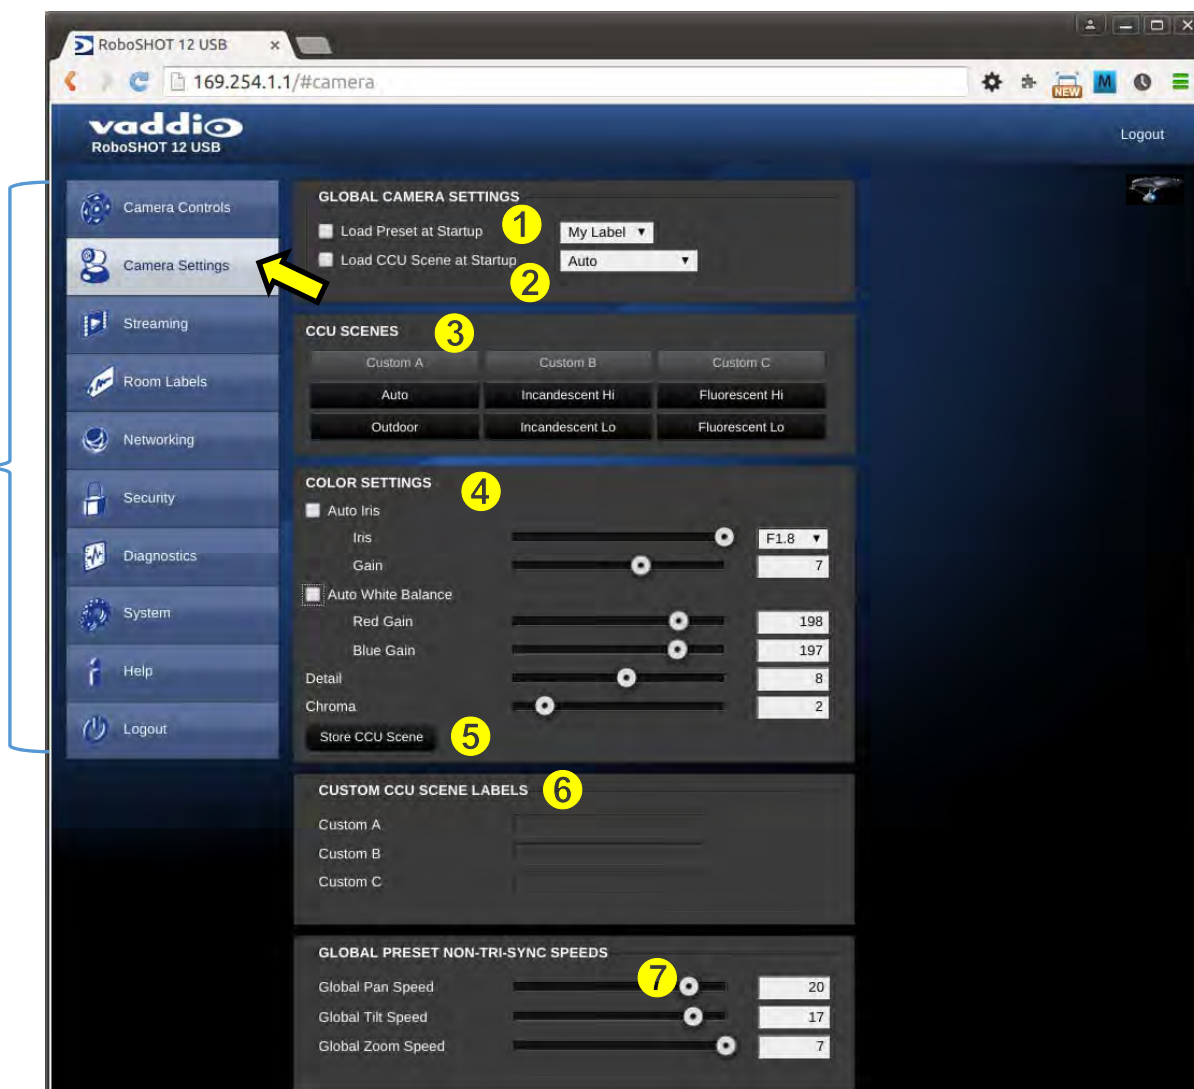 RoboSHOT 12 USB ×
169.254.1.1/#camera
NEW M
vaddio
RoboSHOT 12 USB
Logout
Camera Controls
Camera Settings
Streaming
Room Labels
Networking
Security
Diagnostics
System
Help
Logout
GLOBAL CAMERA SETTINGS
Load Preset at Startup 1 My Label
Load CCU Scene at Startup 2 Auto
CCU SCENES 3
Custom A Custom B Custom C
Auto Incandescent Hi Fluorescent Hi
Outdoor Incandescent Lo Fluorescent Lo
COLOR SETTINGS 4
Auto Iris
Iris F1.8
Gain 7
Auto White Balance
Red Gain 198
Blue Gain 197
Detail 8
Chroma 2
Store CCU Scene 5
CUSTOM CCU SCENE LABELS 6
Custom A
Custom B
Custom C
GLOBAL PRESET NON-TRI-SYNC SPEEDS
7
Global Pan Speed 20
Global Tilt Speed 17
Global Zoom Speed 7